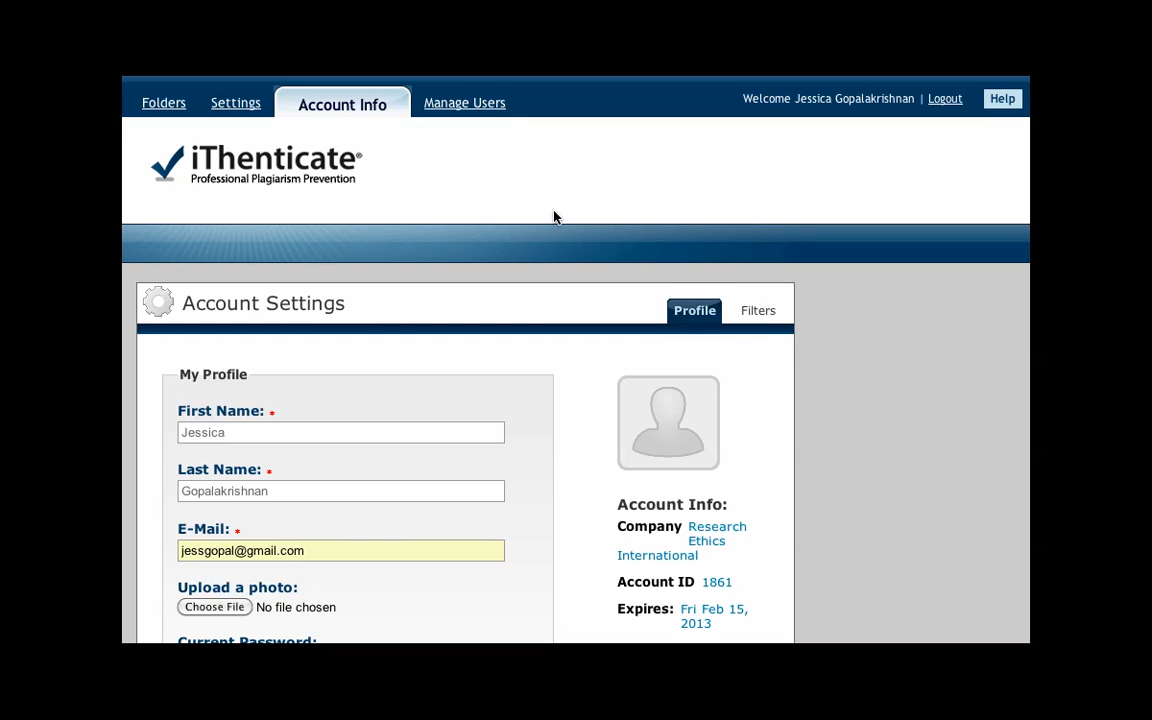 Folders Settings Account Info Manage Users Welcome Jessica Gopalakrishnan | Logout Help
iThenticate®
Professional Plagiarism Prevention
Account Settings Profile Filters
My Profile
First Name: *
Jessica
Last Name: *
Gopalakrishnan
E-Mail: *
jessgopal@gmail.com
Upload a photo:
Choose File No file chosen
Current Password:
Account Info:
Company Research
Ethics
International
Account ID 1861
Expires: Fri Feb 15,
2013